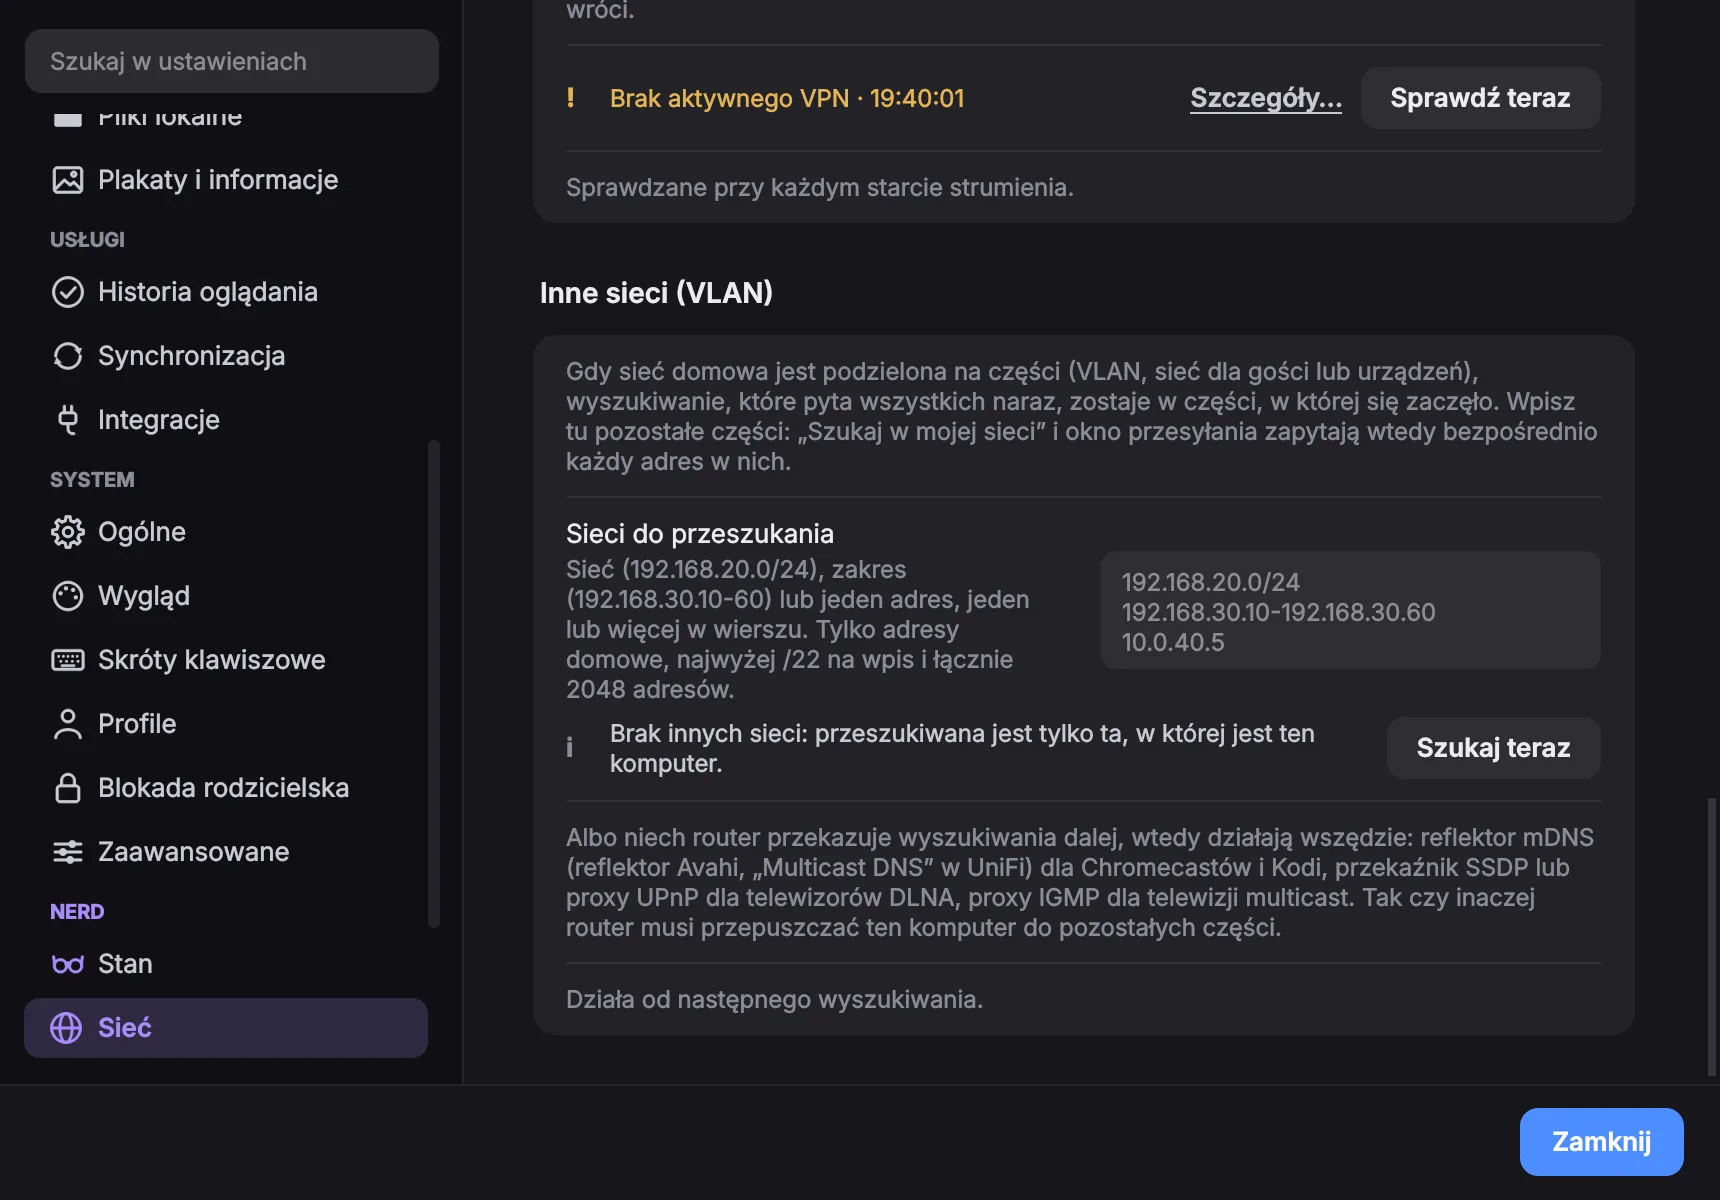 Szukaj w ustawieniach
Pliki lokalne
Plakaty i informacje
USŁUGI
Historia oglądania
Synchronizacja
Integracje
SYSTEM
Ogólne
Wygląd
Skróty klawiszowe
Profile
Blokada rodzicielska
Zaawansowane
NERD
Stan
Sieć
wróci.
! Brak aktywnego VPN · 19:40:01 Szczegóły... Sprawdź teraz
Sprawdzane przy każdym starcie strumienia.
Inne sieci (VLAN)
Gdy sieć domowa jest podzielona na części (VLAN, sieć dla gości lub urządzeń),
wyszukiwanie, które pyta wszystkich naraz, zostaje w części, w której się zaczęło. Wpisz
tu pozostałe części: „Szukaj w mojej sieci” i okno przesyłania zapytają wtedy bezpośrednio
każdy adres w nich.
Sieci do przeszukania
Sieć (192.168.20.0/24), zakres
(192.168.30.10-60) lub jeden adres, jeden
lub więcej w wierszu. Tylko adresy
domowe, najwyżej /22 na wpis i łącznie
2048 adresów.
192.168.20.0/24
192.168.30.10-192.168.30.60
10.0.40.5
Brak innych sieci: przeszukiwana jest tylko ta, w której jest ten
komputer.
Szukaj teraz
Albo niech router przekazuje wyszukiwania dalej, wtedy działają wszędzie: reflektor mDNS
(reflektor Avahi, „Multicast DNS” w UniFi) dla Chromecastów i Kodi, przekaźnik SSDP lub
proxy UPnP dla telewizorów DLNA, proxy IGMP dla telewizji multicast. Tak czy inaczej
router musi przepuszczać ten komputer do pozostałych części.
Działa od następnego wyszukiwania.
Zamknij